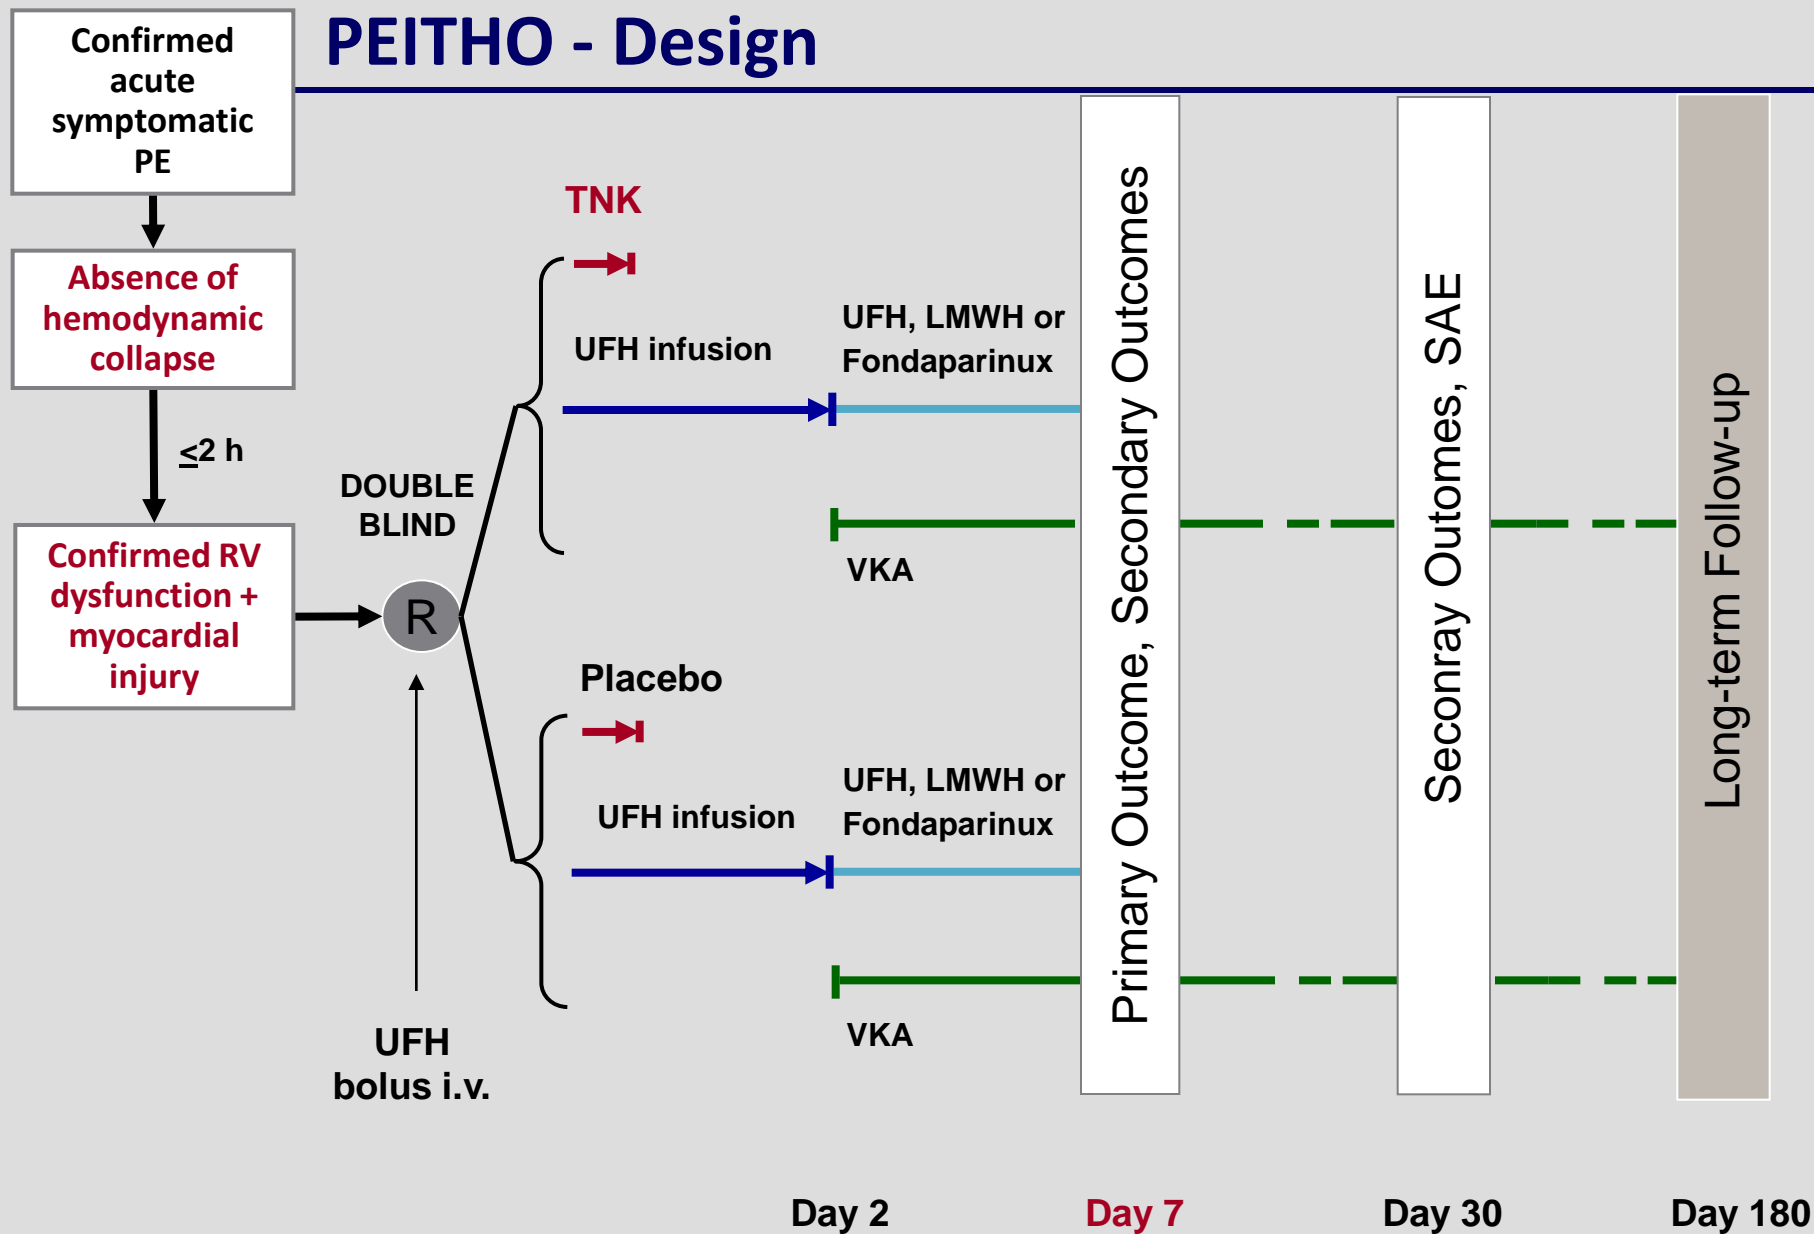 PEITHO - Design
Confirmed
acute
symptomatic
PE
Absence of
hemodynamic
collapse
≤2 h
Confirmed RV
dysfunction +
myocardial
injury
DOUBLE
BLIND
R
UFH
bolus i.v.
TNK
UFH infusion
UFH, LMWH or
Fondaparinux
VKA
Placebo
UFH infusion
UFH, LMWH or
Fondaparinux
VKA
Primary Outcome, Secondary Outcomes
Seconray Outcomes, SAE
Long-term Follow-up
Day 2
Day 7
Day 30
Day 180